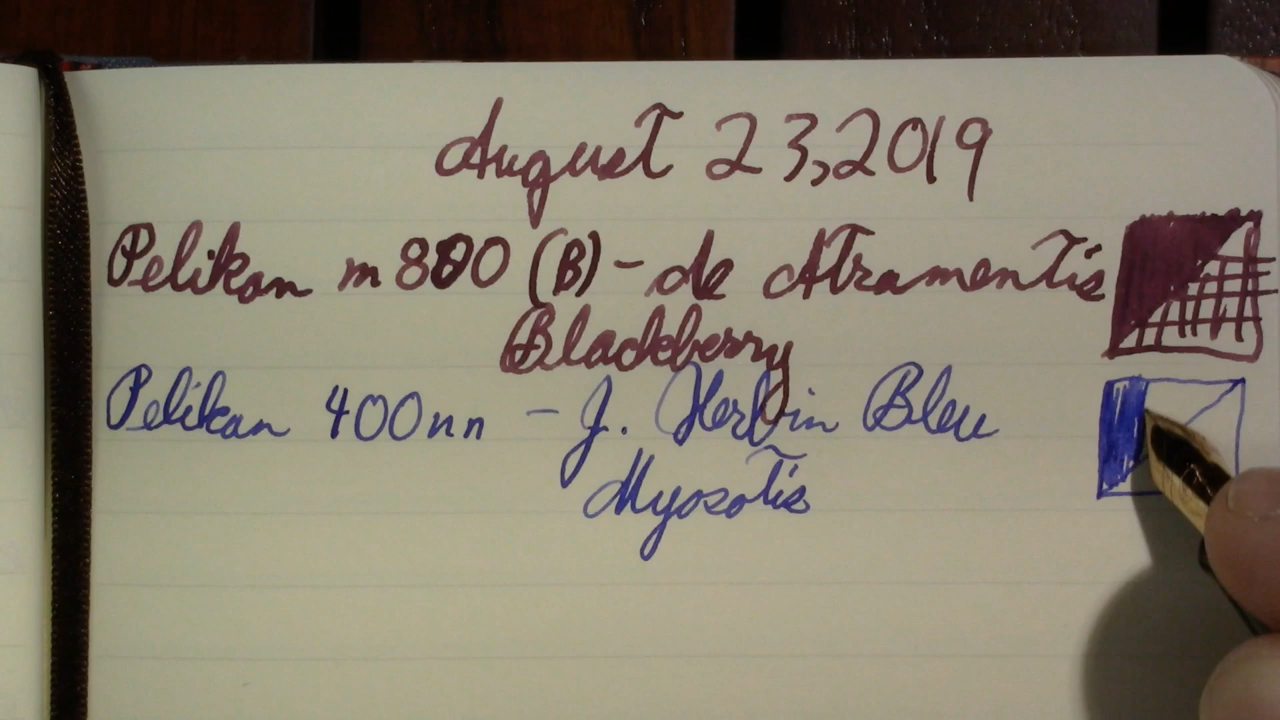 August 23, 2019
Pelikan m800 (B) - de Atramentis
Blackberry
Pelikan 400nn - J. Herbin Bleu
Myosotis